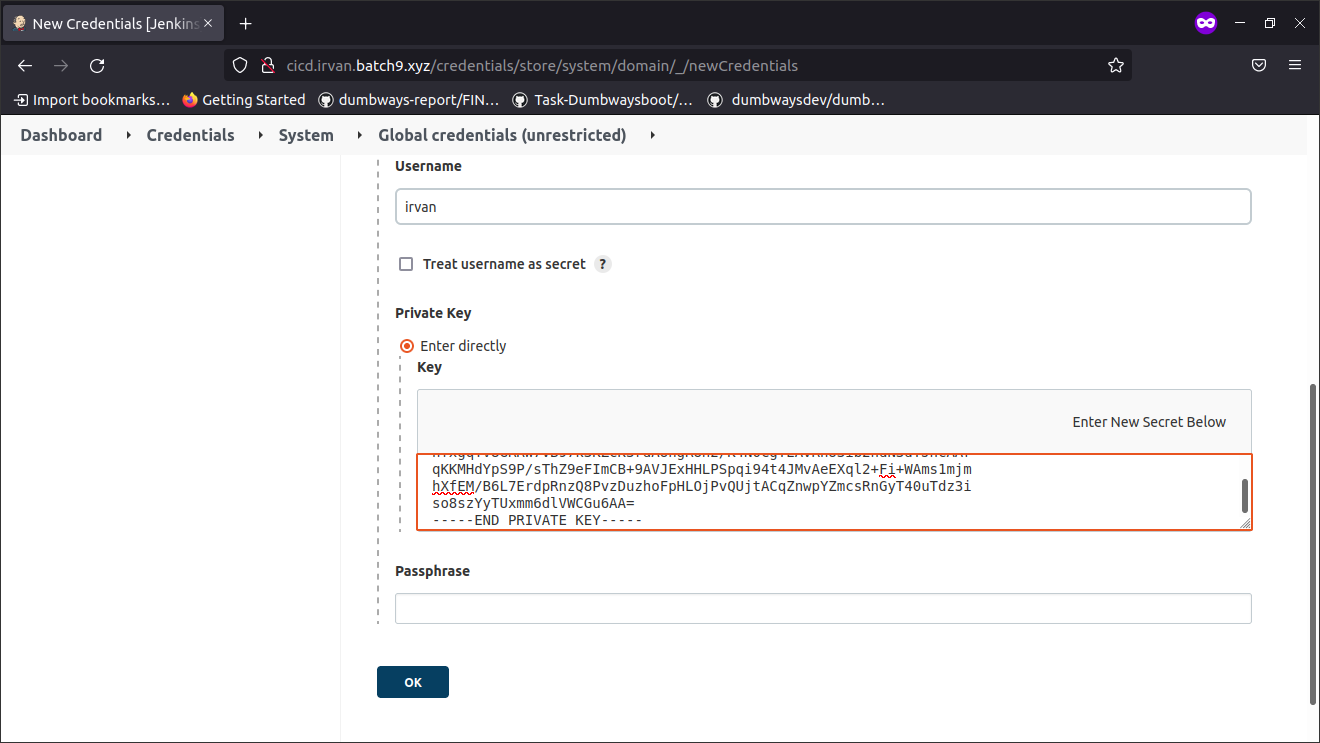 New Credentials [Jenkins
cicd.irvan.batch9.xyz/credentials/store/system/domain/_/newCredentials
Import bookmarks… Getting Started dumbways-report/FIN… Task-Dumbwaysboot/… dumbwaysdev/dumb…
Dashboard Credentials System Global credentials (unrestricted)
Username
irvan
Treat username as secret ?
Private Key
Enter directly
Key
Enter New Secret Below
qKKMHdYpS9P/sThZ9eFImCB+9AVJExHHLPSpqi94t4JMvAeEXql2+Fi+WAms1mjm
hXfEM/B6L7ErdpRnzQ8PvzDuzhoFpHLOjPvQUjtACqZnwpYZmcsRnGyT40uTdz3i
so8szYyTUxmm6dlVWCGu6AA=
-----END PRIVATE KEY-----
Passphrase
OK